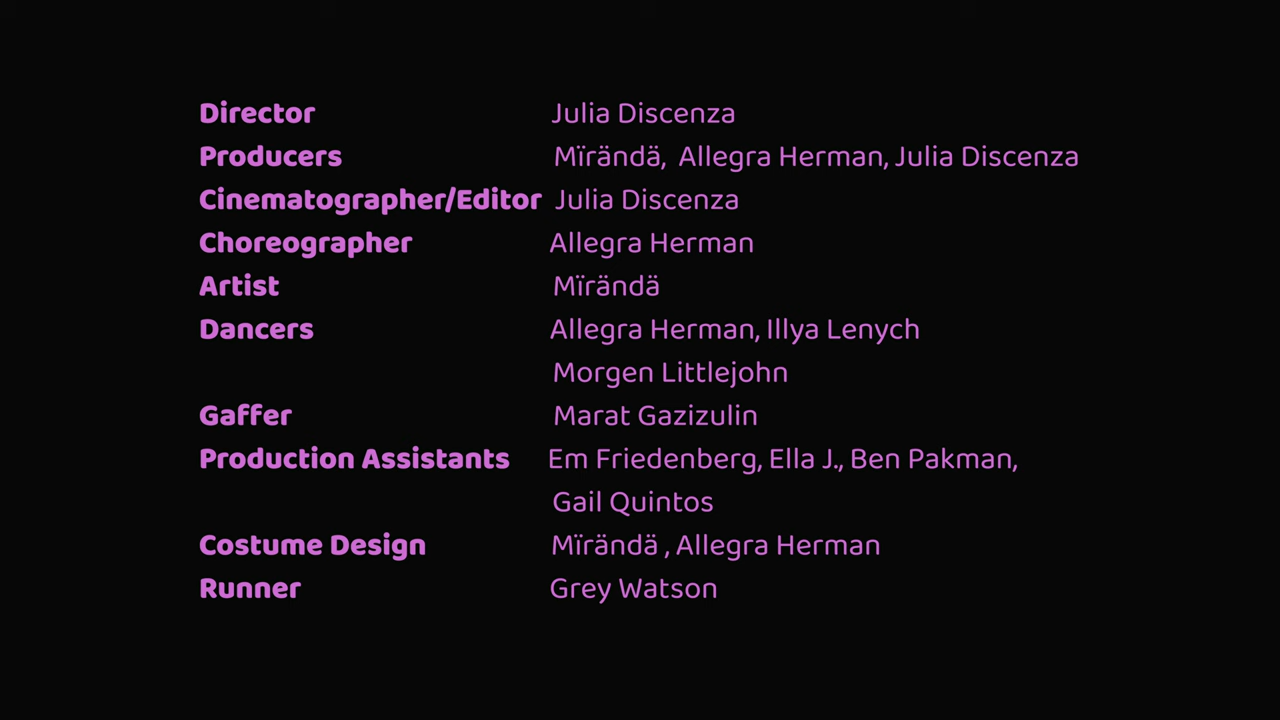 Director Julia Discenza
Producers Mïrändä, Allegra Herman, Julia Discenza
Cinematographer/Editor Julia Discenza
Choreographer Allegra Herman
Artist Mïrändä
Dancers Allegra Herman, Illya Lenych
Morgen Littlejohn
Gaffer Marat Gazizulin
Production Assistants Em Friedenberg, Ella J., Ben Pakman,
Gail Quintos
Costume Design Mïrändä , Allegra Herman
Runner Grey Watson